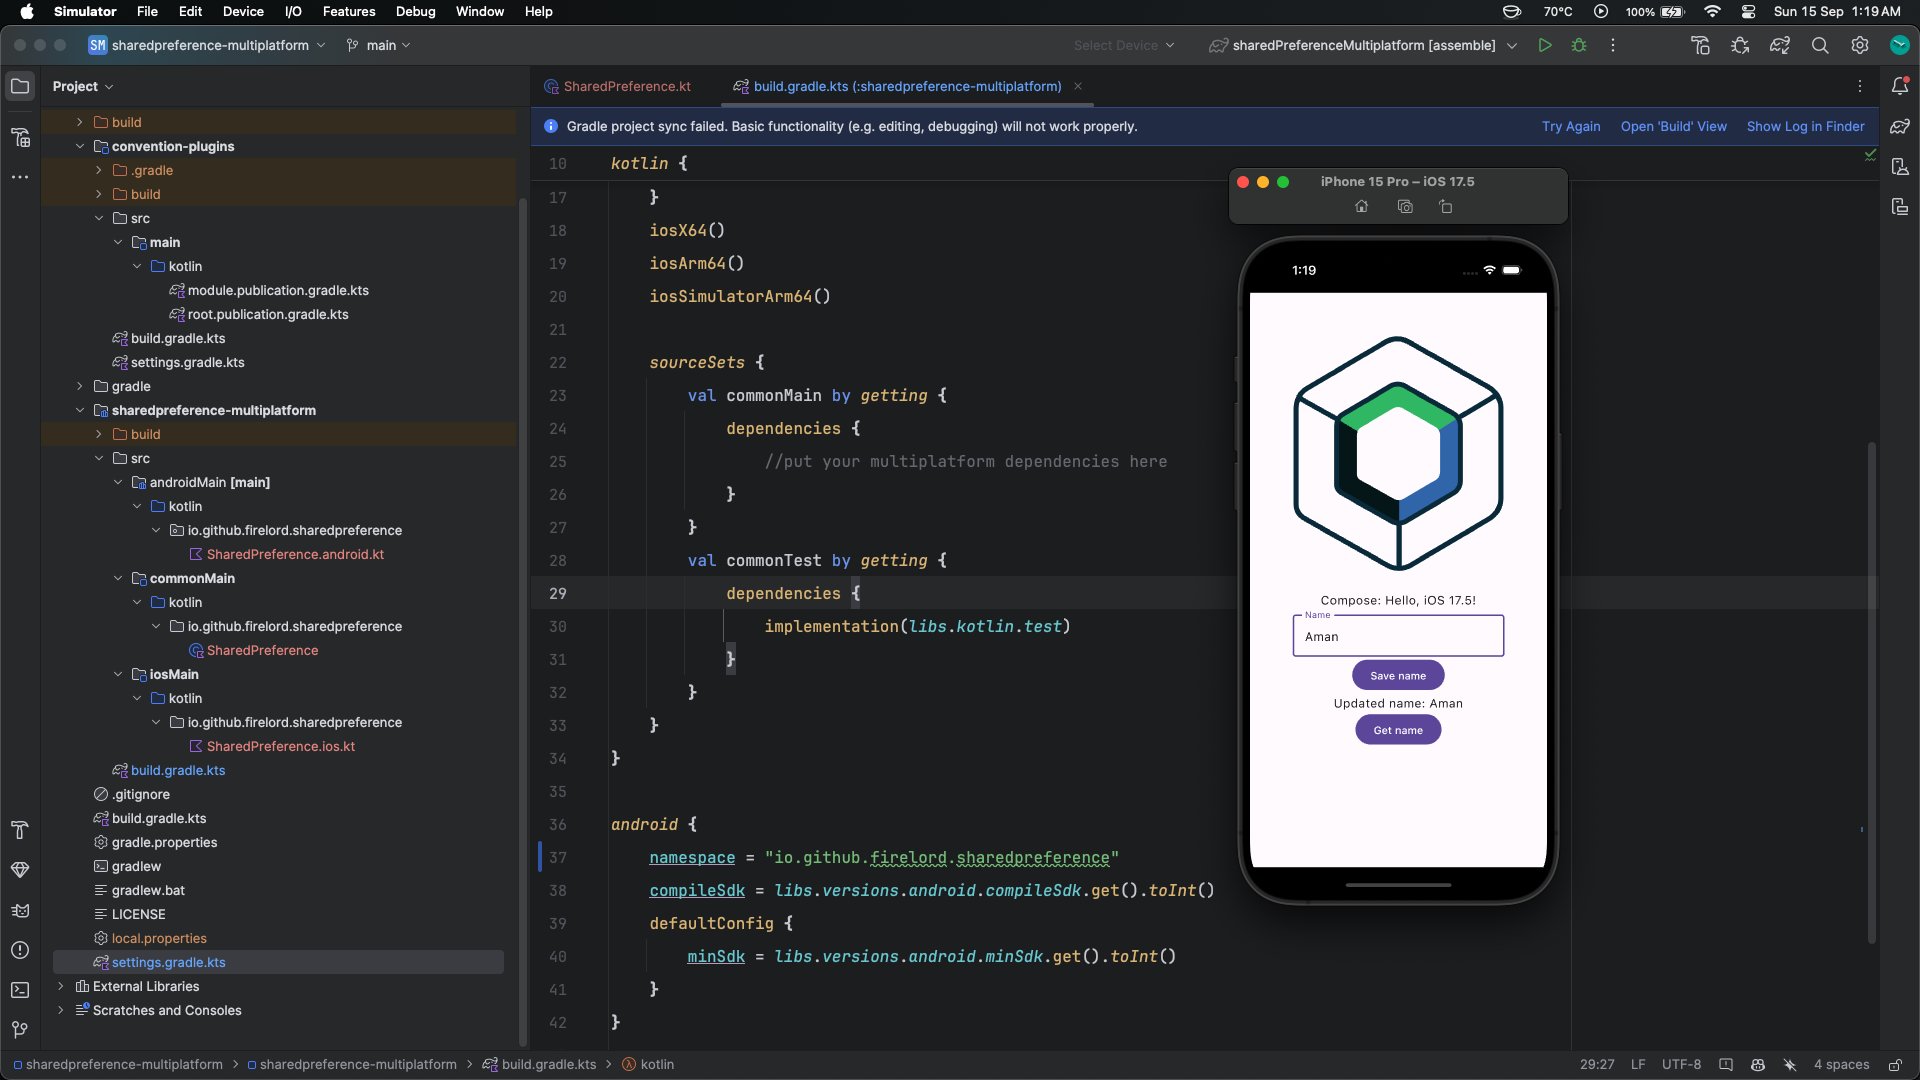 Simulator File Edit Device I/O Features Debug Window Help 70°C 100% Sun 15 Sep 1:19 AM
SM sharedpreference-multiplatform main Select Device sharedPreferenceMultiplatform [assemble]
Project
build
convention-plugins
.gradle
build
src
main
kotlin
module.publication.gradle.kts
root.publication.gradle.kts
build.gradle.kts
settings.gradle.kts
gradle
sharedpreference-multiplatform
build
src
androidMain [main]
kotlin
io.github.firelord.sharedpreference
SharedPreference.android.kt
commonMain
kotlin
io.github.firelord.sharedpreference
SharedPreference
iosMain
kotlin
io.github.firelord.sharedpreference
SharedPreference.ios.kt
build.gradle.kts
.gitignore
build.gradle.kts
gradle.properties
gradlew
gradlew.bat
LICENSE
local.properties
settings.gradle.kts
External Libraries
Scratches and Consoles
SharedPreference.kt build.gradle.kts (:sharedpreference-multiplatform)
Gradle project sync failed. Basic functionality (e.g. editing, debugging) will not work properly. Try Again Open 'Build' View Show Log in Finder
10 kotlin {
17 }
18 iosX64()
19 iosArm64()
20 iosSimulatorArm64()
21
22 sourceSets {
23 val commonMain by getting {
24 dependencies {
25 //put your multiplatform dependencies here
26 }
27 }
28 val commonTest by getting {
29 dependencies {
30 implementation(libs.kotlin.test)
31 }
32 }
33 }
34 }
35
36 android {
37 namespace = "io.github.firelord.sharedpreference"
38 compileSdk = libs.versions.android.compileSdk.get().toInt()
39 defaultConfig {
40 minSdk = libs.versions.android.minSdk.get().toInt()
41 }
42 }
iPhone 15 Pro – iOS 17.5
1:19
Compose: Hello, iOS 17.5!
Name
Aman
Save name
Updated name: Aman
Get name
sharedpreference-multiplatform sharedpreference-multiplatform build.gradle.kts kotlin 29:27 LF UTF-8 4 spaces